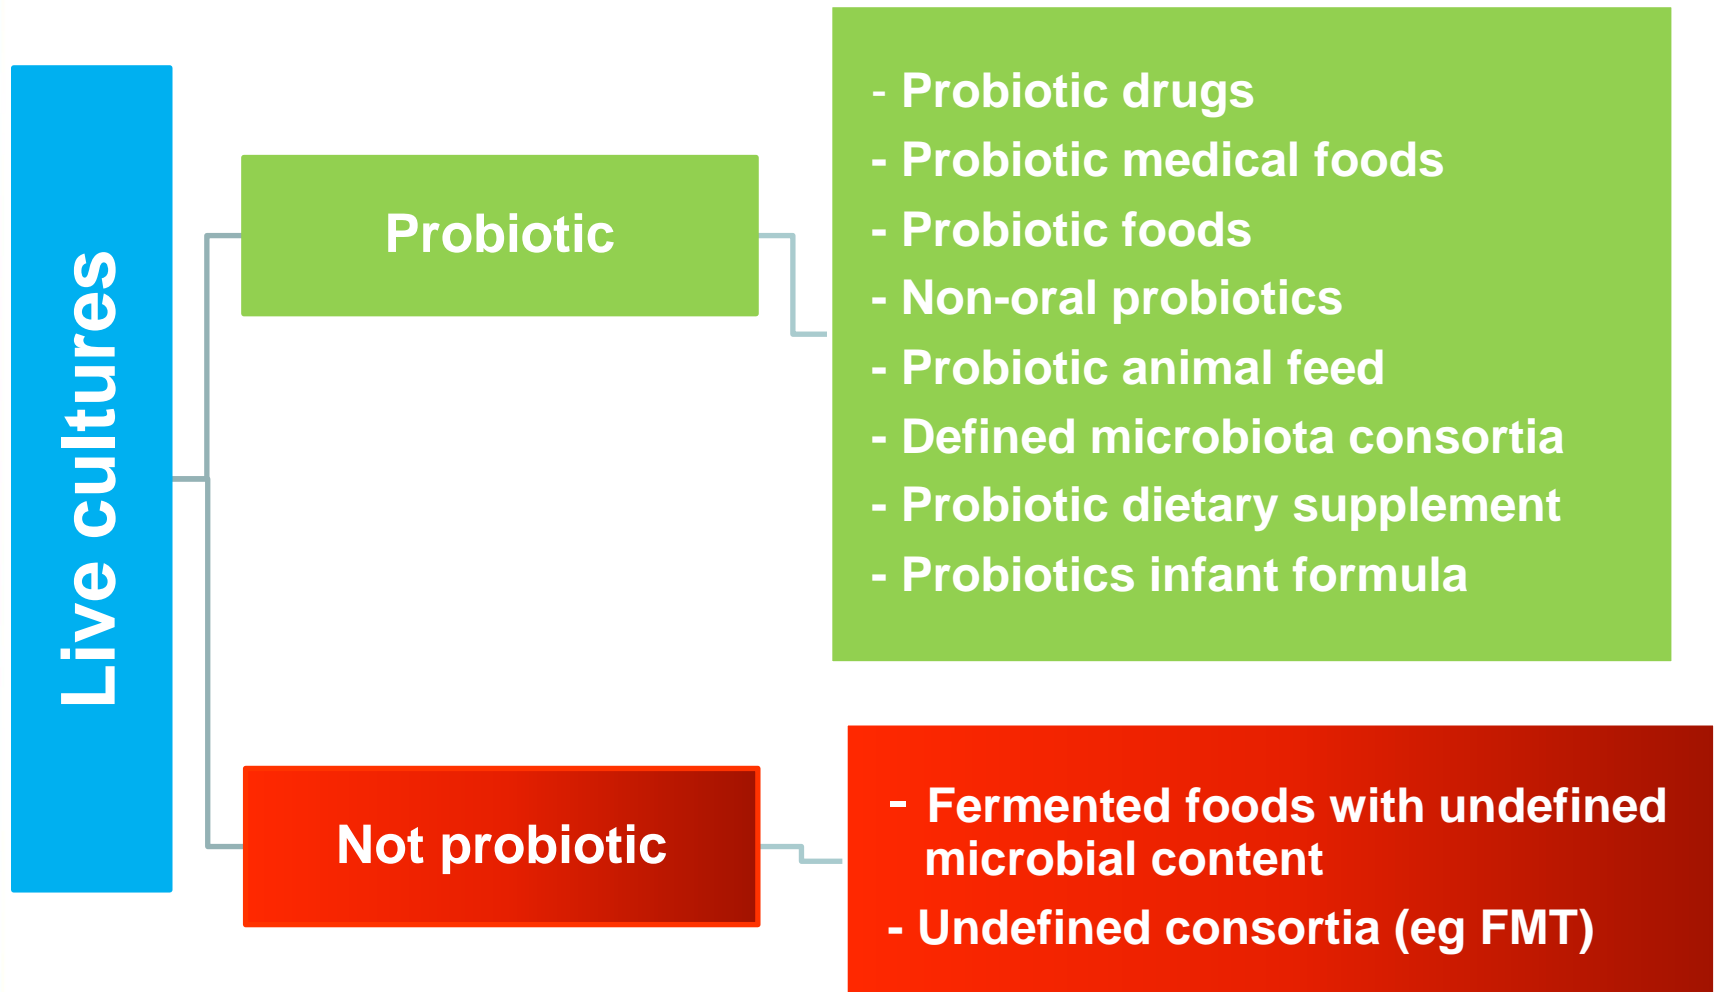 Live cultures
Probiotic
- Probiotic drugs
- Probiotic medical foods
- Probiotic foods
- Non-oral probiotics
- Probiotic animal feed
- Defined microbiota consortia
- Probiotic dietary supplement
- Probiotics infant formula
Not probiotic
- Fermented foods with undefined
microbial content
- Undefined consortia (eg FMT)